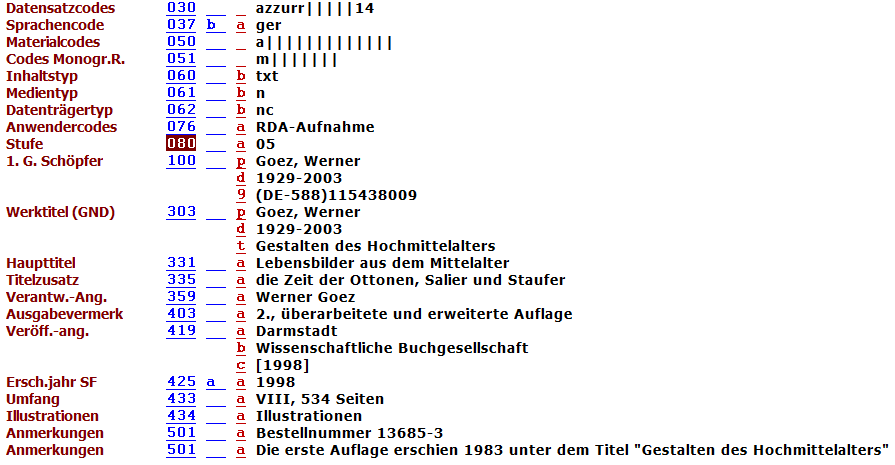 Datensatzcodes 030 _ _ azzurr|||||14
Sprachencode 037 b a ger
Materialcodes 050 _ _ a|||||||||||||
Codes Monogr.R. 051 _ _ m|||||||
Inhaltstyp 060 _ b txt
Medientyp 061 _ b n
Datenträgertyp 062 _ b nc
Anwendercodes 076 _ a RDA-Aufnahme
Stufe 080 _ a 05
1. G. Schöpfer 100 _ p Goez, Werner
d 1929-2003
9 (DE-588)115438009
Werktitel (GND) 303 _ p Goez, Werner
d 1929-2003
t Gestalten des Hochmittelalters
Haupttitel 331 _ a Lebensbilder aus dem Mittelalter
Titelzusatz 335 _ a die Zeit der Ottonen, Salier und Staufer
Verantw.-Ang. 359 _ a Werner Goez
Ausgabevermerk 403 _ a 2., überarbeitete und erweiterte Auflage
Veröff.-ang. 419 _ a Darmstadt
b Wissenschaftliche Buchgesellschaft
c [1998]
Ersch.jahr SF 425 a a 1998
Umfang 433 _ a VIII, 534 Seiten
Illustrationen 434 _ a Illustrationen
Anmerkungen 501 _ a Bestellnummer 13685-3
Anmerkungen 501 _ a Die erste Auflage erschien 1983 unter dem Titel "Gestalten des Hochmittelalters"